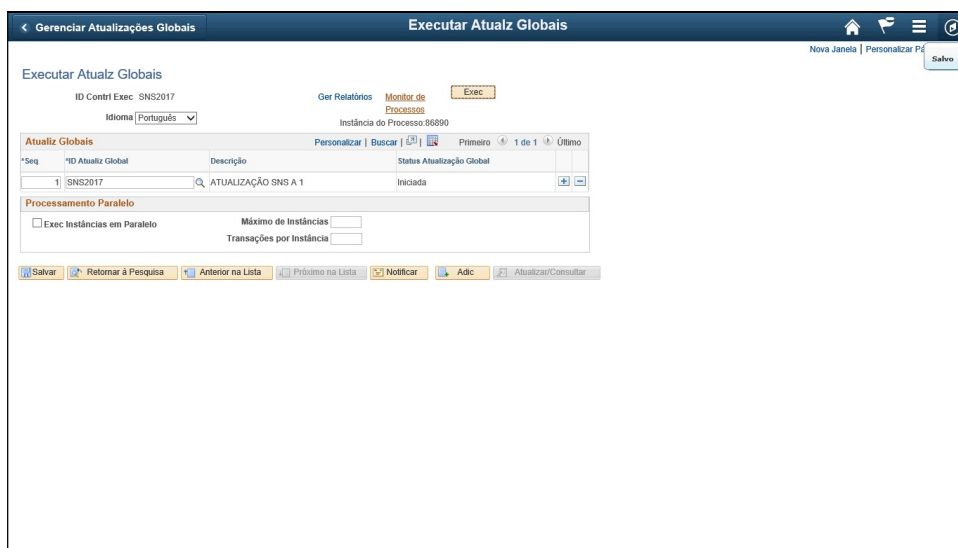 Gerenciar Atualizações Globais
Executar Atualz Globais
Nova Janela | Personalizar Pá
Salvo
Executar Atualz Globais
ID Contrl Exec SNS2017
Ger Relatórios
Monitor de Processos
Exec
Idioma Português
Instância do Processo:86890
Atualiz Globais
Personalizar | Buscar |
Primeiro 1 de 1 Último
*Seq *ID Atualiz Global Descrição Status Atualização Global
1 SNS2017 ATUALIZAÇÃO SNS A 1 Iniciada
Processamento Paralelo
Exec Instâncias em Paralelo
Máximo de Instâncias
Transações por Instância
Salvar Retornar á Pesquisa Anterior na Lista Próximo na Lista Notificar Adic Atualizar/Consultar